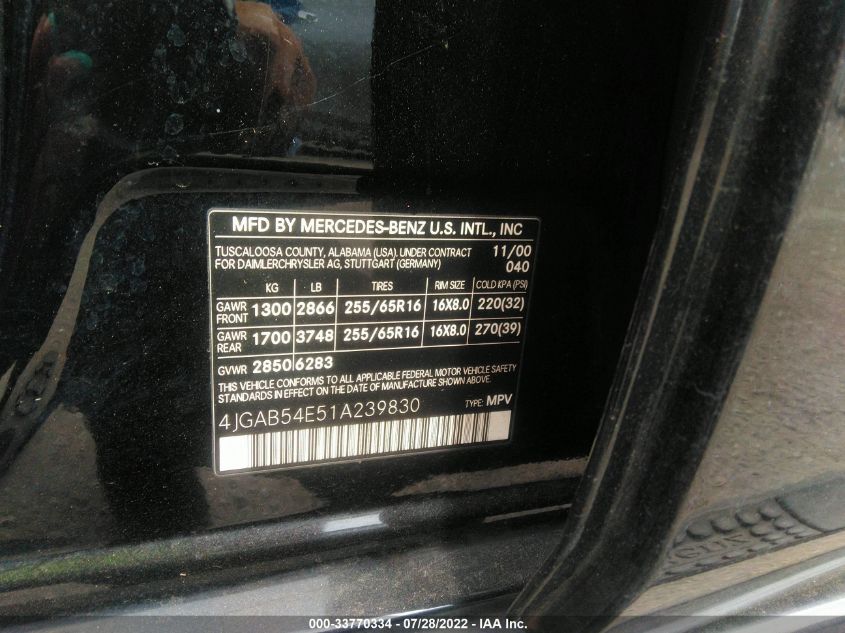 MFD BY MERCEDES-BENZ U.S. INTL., INC
TUSCALOOSA COUNTY, ALABAMA (USA). UNDER CONTRACT 11/00
FOR DAIMLERCHRYSLER AG, STUTTGART (GERMANY) 040
KG LB TIRES RIM SIZE COLD KPA (PSI)
GAWR FRONT 1300 2866 255/65R16 16X8.0 220(32)
GAWR REAR 1700 3748 255/65R16 16X8.0 270(39)
GVWR 2850 6283
THIS VEHICLE CONFORMS TO ALL APPLICABLE FEDERAL MOTOR VEHICLE SAFETY
STANDARDS IN EFFECT ON THE DATE OF MANUFACTURE SHOWN ABOVE.
4JGAB54E51A239830 TYPE: MPV
000-33770334 - 07/28/2022 - IAA Inc.